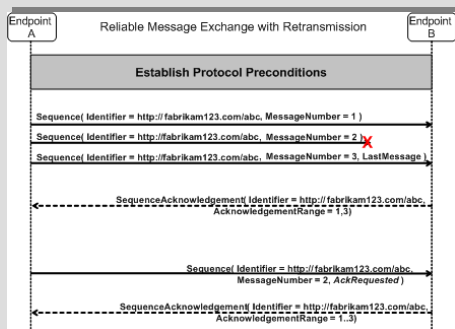 Endpoint
A
Reliable Message Exchange with Retransmission
Endpoint
B
Establish Protocol Preconditions
Sequence( Identifier = http://fabrikam123.com/abc, MessageNumber = 1 )
Sequence( Identifier = http://fabrikam123.com/abc, MessageNumber = 2 )
X
Sequence( Identifier = http://fabrikam123.com/abc, MessageNumber = 3, LastMessage )
SequenceAcknowledgement( Identifier = http://fabrikam123.com/abc,
AcknowledgementRange = 1,3)
Sequence( Identifier = http://fabrikam123.com/abc,
MessageNumber = 2, AckRequested )
SequenceAcknowledgement( Identifier = http://fabrikam123.com/abc,
AcknowledgementRange = 1..3)